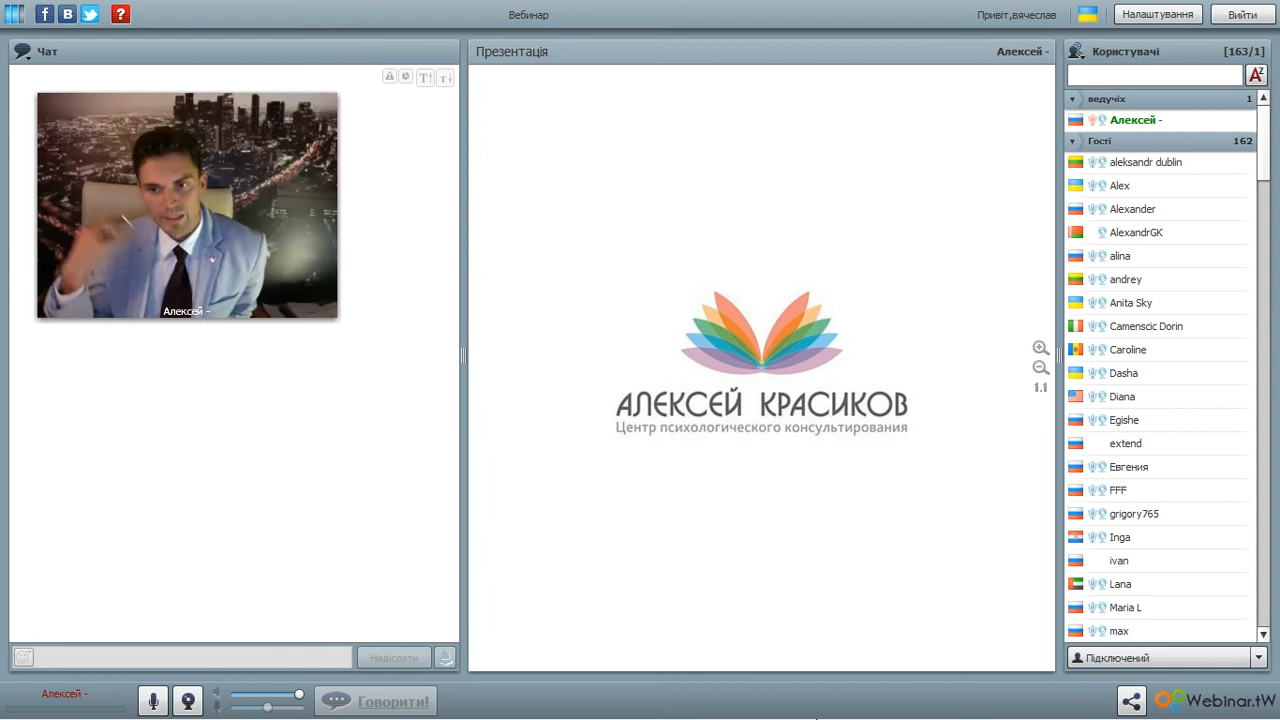 Вебинар
Привіт,вячеслав
Налаштування
Вийти
Чат
Алексей -
Надіслати
Презентація
Алексей -
АЛЕКСЕЙ КРАСИКОВ
Центр психологического консультирования
1.1
Користувачі [163/1]
ведучіх 1
Алексей -
Гості 162
aleksandr dublin
Alex
Alexander
AlexandrGK
alina
andrey
Anita Sky
Camenscic Dorin
Caroline
Dasha
Diana
Egishe
extend
Евгения
FFF
grigory765
Inga
ivan
Lana
Maria L
max
Підключений
Алексей -
Говорити!
Webinar.tw